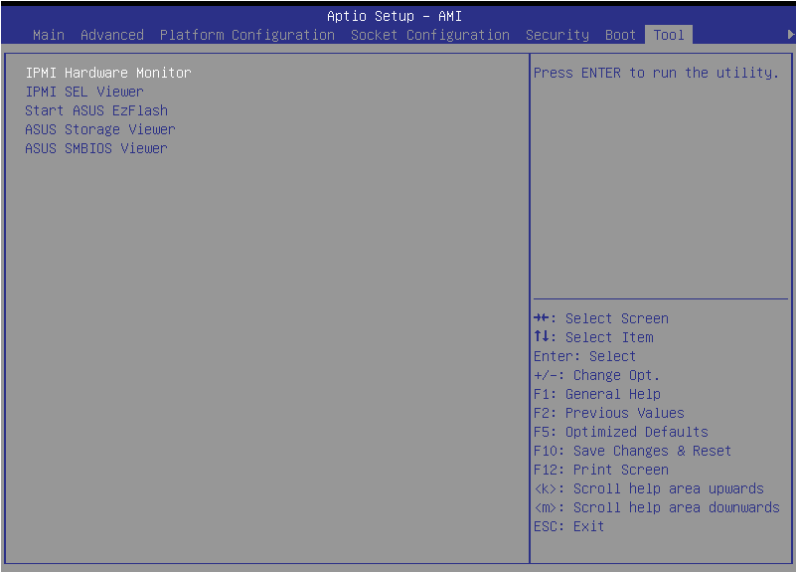 Aptio Setup – AMI
Main Advanced Platform Configuration Socket Configuration Security Boot Tool
IPMI Hardware Monitor
IPMI SEL Viewer
Start ASUS EzFlash
ASUS Storage Viewer
ASUS SMBIOS Viewer
Press ENTER to run the utility.
→←: Select Screen
↑↓: Select Item
Enter: Select
+/-: Change Opt.
F1: General Help
F2: Previous Values
F5: Optimized Defaults
F10: Save Changes & Reset
F12: Print Screen
<k>: Scroll help area upwards
<m>: Scroll help area downwards
ESC: Exit